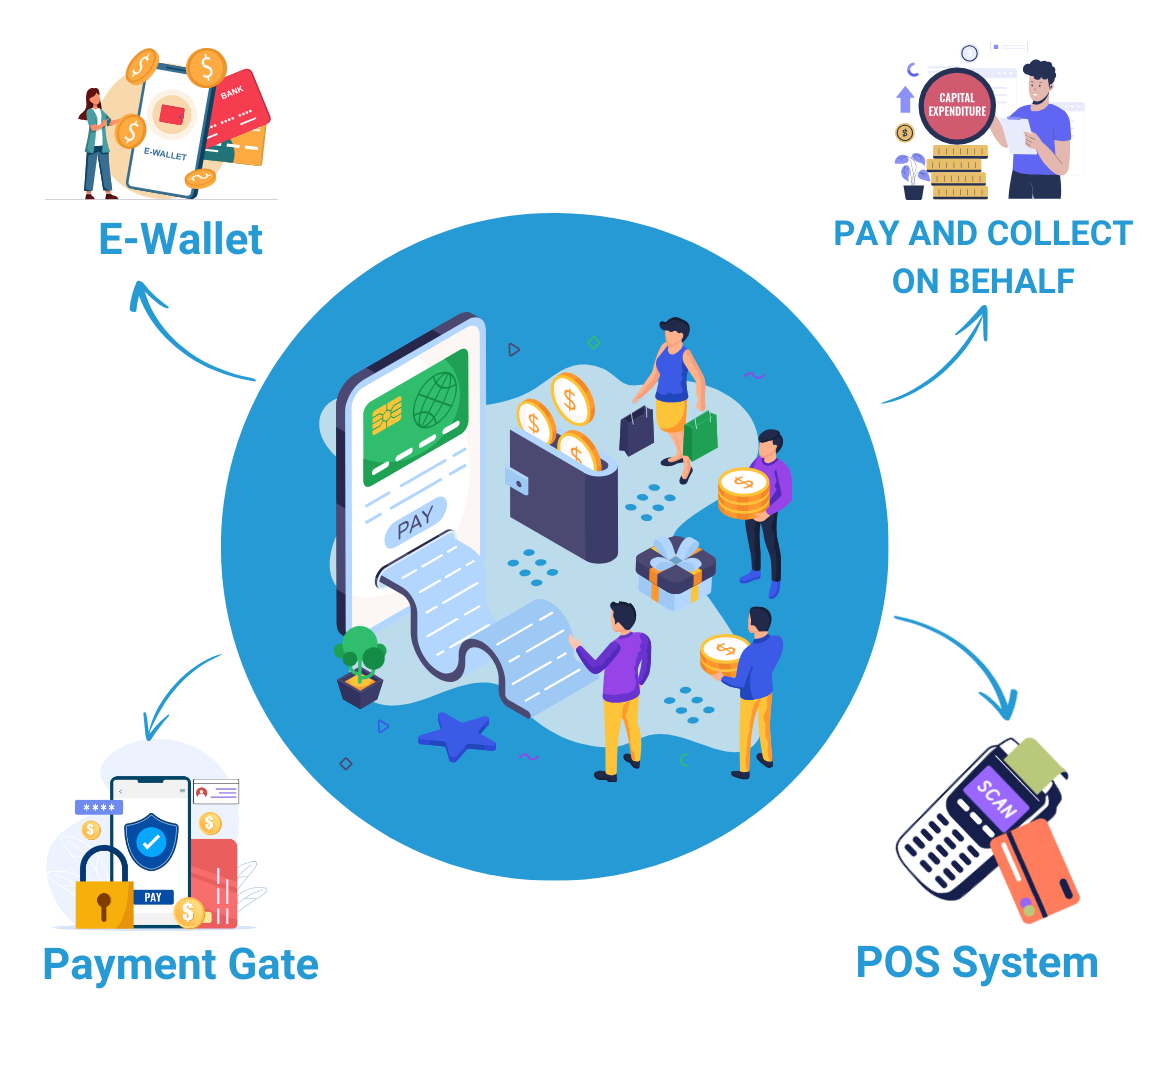 BANK
E-WALLET
E-Wallet
CAPITAL
EXPENDITURE
PAY AND COLLECT
ON BEHALF
PAY
****
PAY
Payment Gate
SCAN
POS System